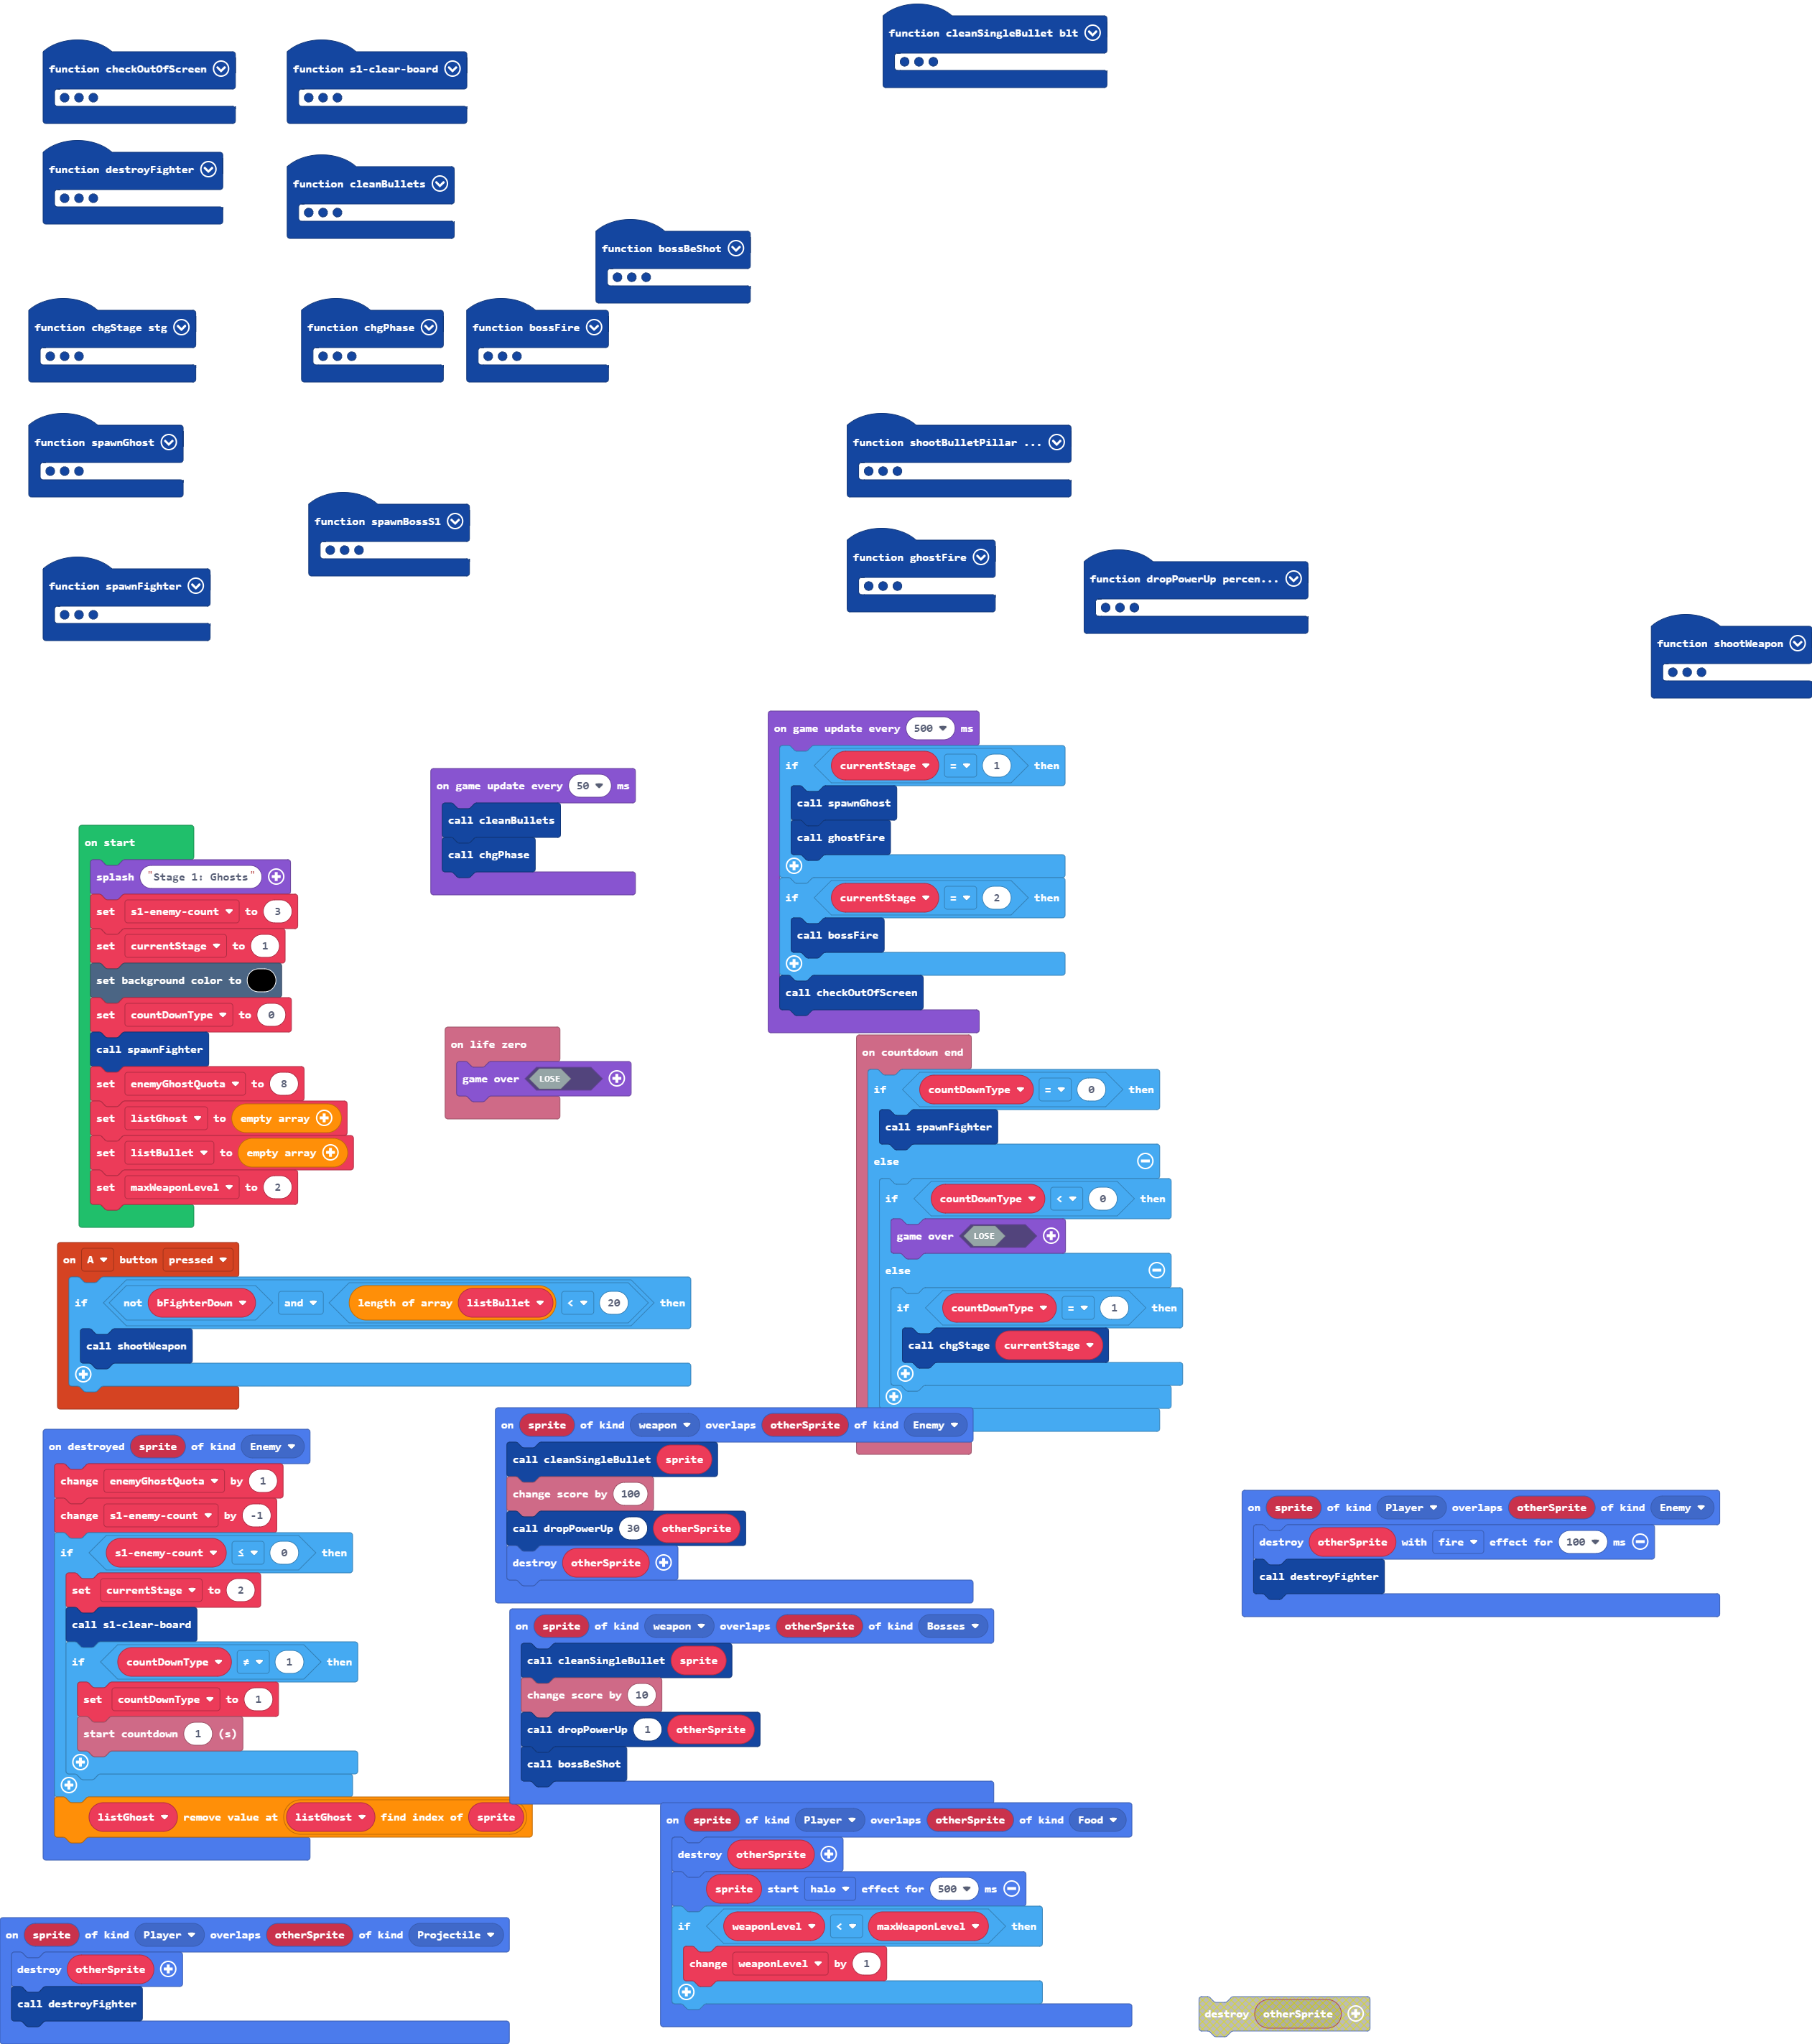 function cleanSingleBullet blt
function checkOutOfScreen
function s1-clear-board
function destroyFighter
function cleanBullets
function bossBeShot
function chgStage stg
function chgPhase
function bossFire
function spawnGhost
function shootBulletPillar ...
function spawnBossS1
function ghostFire
function spawnFighter
function dropPowerUp percen...
function shootWeapon
on game update every 500 ms
if currentStage = 1 then
call spawnGhost
call ghostFire
if currentStage = 2 then
call bossFire
call checkOutOfScreen
on game update every 50 ms
call cleanBullets
call chgPhase
on start
splash "Stage 1: Ghosts"
set s1-enemy-count to 3
set currentStage to 1
set background color to
set countDownType to 0
call spawnFighter
set enemyGhostQuota to 8
set listGhost to empty array
set listBullet to empty array
set maxWeaponLevel to 2
on life zero
game over LOSE
on countdown end
if countDownType = 0 then
call spawnFighter
else
if countDownType < 0 then
game over LOSE
else
if countDownType = 1 then
call chgStage currentStage
on A button pressed
if not bFighterDown and length of array listBullet < 20 then
call shootWeapon
on destroyed sprite of kind Enemy
change enemyGhostQuota by 1
change s1-enemy-count by -1
if s1-enemy-count ≤ 0 then
set currentStage to 2
call s1-clear-board
if countDownType ≠ 1 then
set countDownType to 1
start countdown 1 (s)
listGhost remove value at listGhost find index of sprite
on sprite of kind weapon overlaps otherSprite of kind Enemy
call cleanSingleBullet sprite
change score by 100
call dropPowerUp 30 otherSprite
destroy otherSprite
on sprite of kind Player overlaps otherSprite of kind Enemy
destroy otherSprite with fire effect for 100 ms
call destroyFighter
on sprite of kind weapon overlaps otherSprite of kind Bosses
call cleanSingleBullet sprite
change score by 10
call dropPowerUp 1 otherSprite
call bossBeShot
on sprite of kind Player overlaps otherSprite of kind Food
destroy otherSprite
sprite start halo effect for 500 ms
if weaponLevel < maxWeaponLevel then
change weaponLevel by 1
on sprite of kind Player overlaps otherSprite of kind Projectile
destroy otherSprite
call destroyFighter
destroy otherSprite